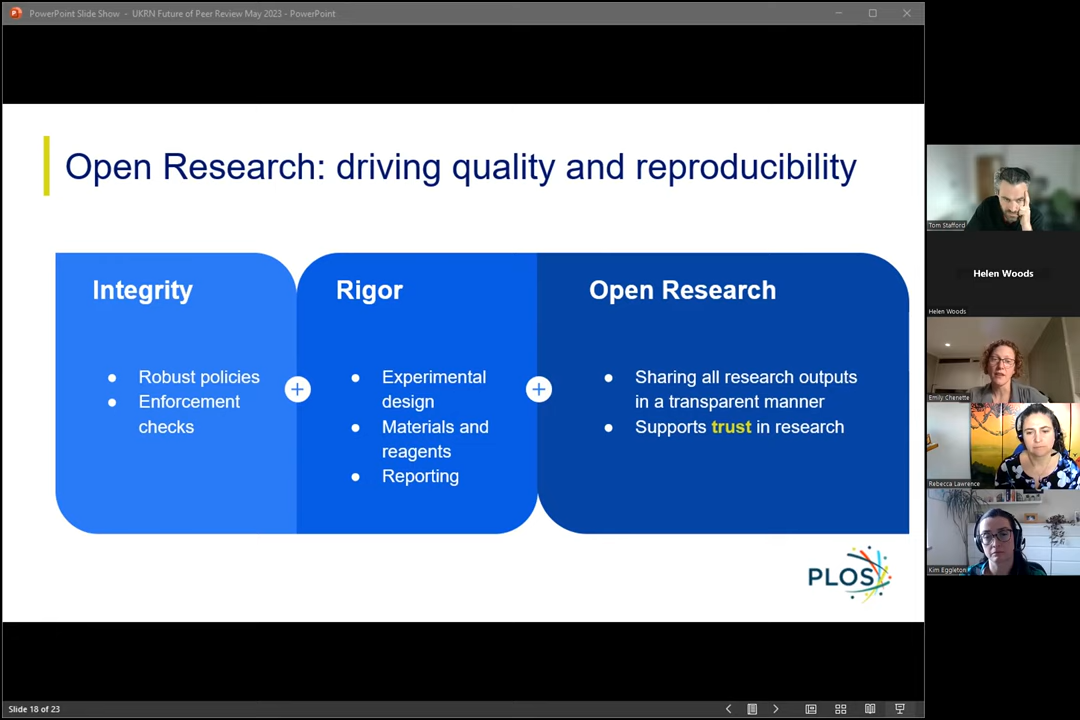 PowerPoint Slide Show - UKRN Future of Peer Review May 2023 - PowerPoint
Open Research: driving quality and reproducibility
Integrity
Robust policies
Enforcement
checks
Rigor
Experimental
design
Materials and
reagents
Reporting
Open Research
Sharing all research outputs
in a transparent manner
Supports trust in research
PLOS
Slide 18 of 23
Tom Stafford
Helen Woods
Helen Woods
Emily Chenette
Rebecca Lawrence
Kim Eggleton